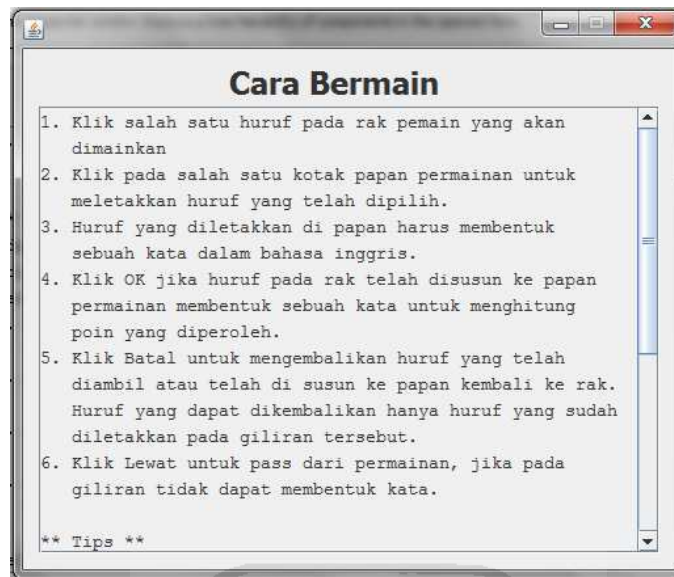 Cara Bermain
1. Klik salah satu huruf pada rak pemain yang akan
dimainkan
2. Klik pada salah satu kotak papan permainan untuk
meletakkan huruf yang telah dipilih.
3. Huruf yang diletakkan di papan harus membentuk
sebuah kata dalam bahasa inggris.
4. Klik OK jika huruf pada rak telah disusun ke papan
permainan membentuk sebuah kata untuk menghitung
poin yang diperoleh.
5. Klik Batal untuk mengembalikan huruf yang telah
diambil atau telah di susun ke papan kembali ke rak.
Huruf yang dapat dikembalikan hanya huruf yang sudah
diletakkan pada giliran tersebut.
6. Klik Lewat untuk pass dari permainan, jika pada
giliran tidak dapat membentuk kata.
** Tips **